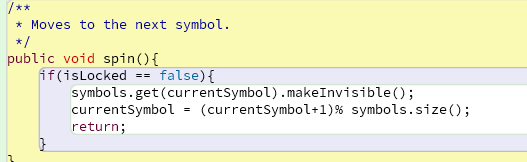 /**
* Moves to the next symbol.
*/
public void spin(){
if(isLocked == false){
symbols.get(currentSymbol).makeInvisible();
currentSymbol = (currentSymbol+1)% symbols.size();
return;
}
}